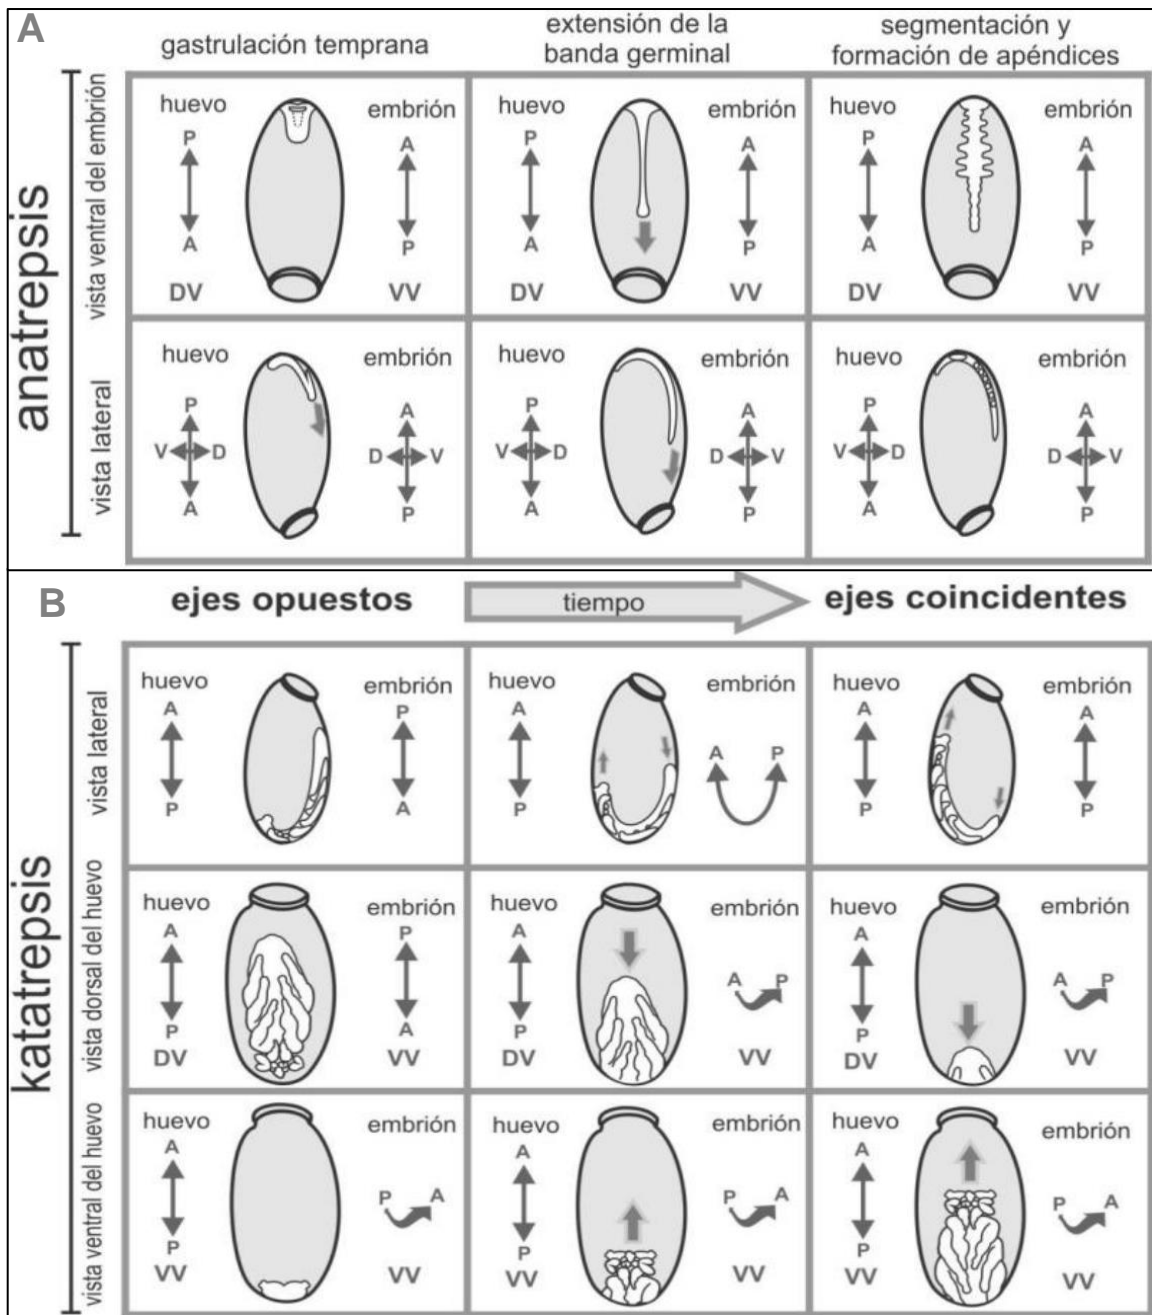 A
gastrulación temprana
extensión de la
banda germinal
segmentación y
formación de apéndices
anatrepsis
vista ventral del embrión
huevo
P
A
DV
embrión
A
P
VV
huevo
P
A
DV
embrión
A
P
VV
huevo
P
A
DV
embrión
A
P
VV
vista lateral
huevo
P
V D
A
embrión
A
D V
P
huevo
P
V D
A
embrión
A
D V
P
huevo
P
V D
A
embrión
A
D V
P
B
ejes opuestos
tiempo
ejes coincidentes
katatrepsis
vista lateral
huevo
A
P
embrión
P
A
huevo
A
P
embrión
A P
huevo
A
P
embrión
A
P
vista dorsal del huevo
huevo
A
P
DV
embrión
P
A
VV
huevo
A
P
DV
embrión
A P
VV
huevo
A
P
DV
embrión
A P
VV
vista ventral del huevo
huevo
A
P
VV
embrión
P A
VV
huevo
A
P
VV
embrión
P A
VV
huevo
A
P
VV
embrión
P A
VV